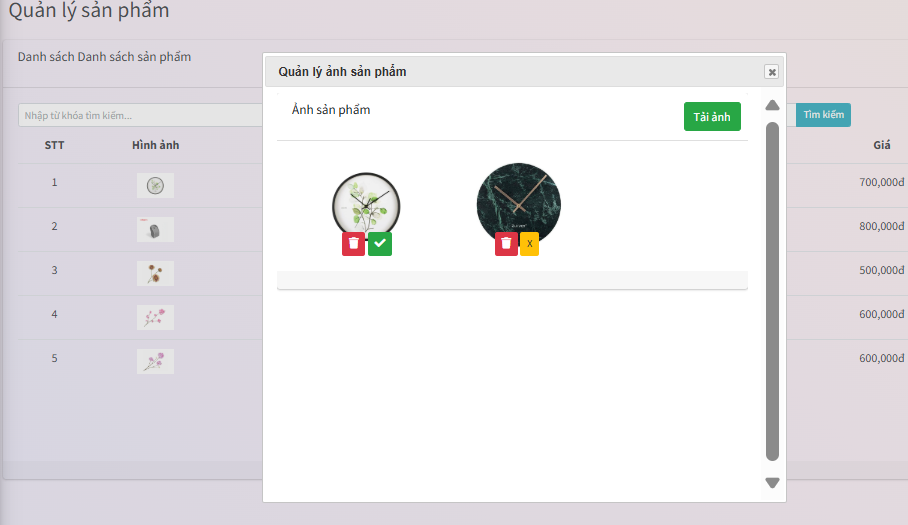 Quản lý sản phẩm
Danh sách Danh sách sản phẩm
Quản lý ảnh sản phẩm
Ảnh sản phẩm
Tải ảnh
Nhập từ khóa tìm kiếm...
Tìm kiếm
STT Hình ảnh Giá
1 700,000đ
2 800,000đ
3 500,000đ
4 600,000đ
5 600,000đ
X